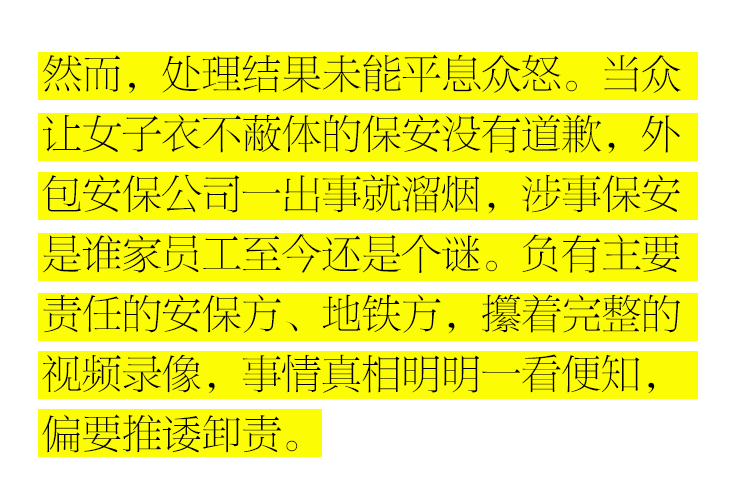 然而，处理结果未能平息众怒。当众
让女子衣不蔽体的保安没有道歉，外
包安保公司一出事就溜烟，涉事保安
是谁家员工至今还是个谜。负有主要
责任的安保方、地铁方，攥着完整的
视频录像，事情真相明明一看便知，
偏要推诿卸责。